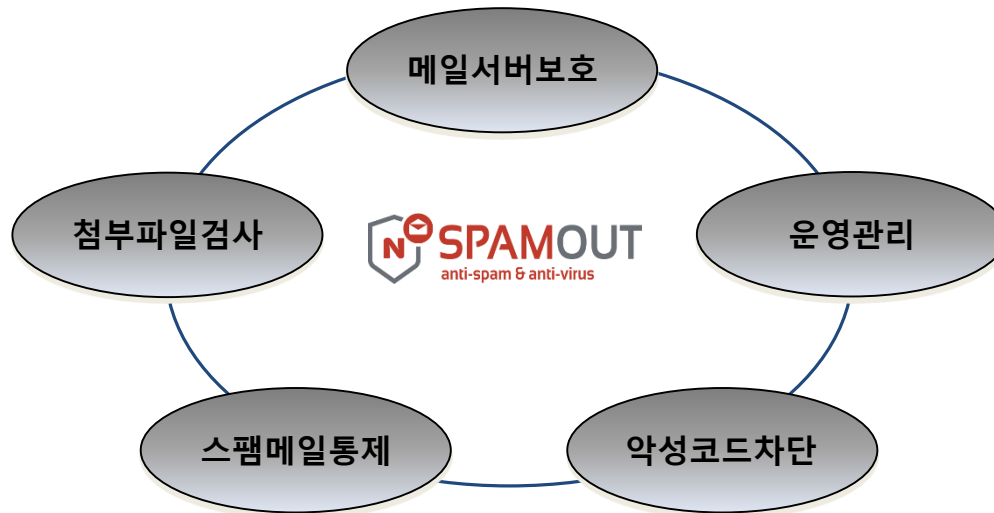 메일서버보호
첨부파일검사
운영관리
N SPAMOUT
anti-spam & anti-virus
스팸메일통제
악성코드차단